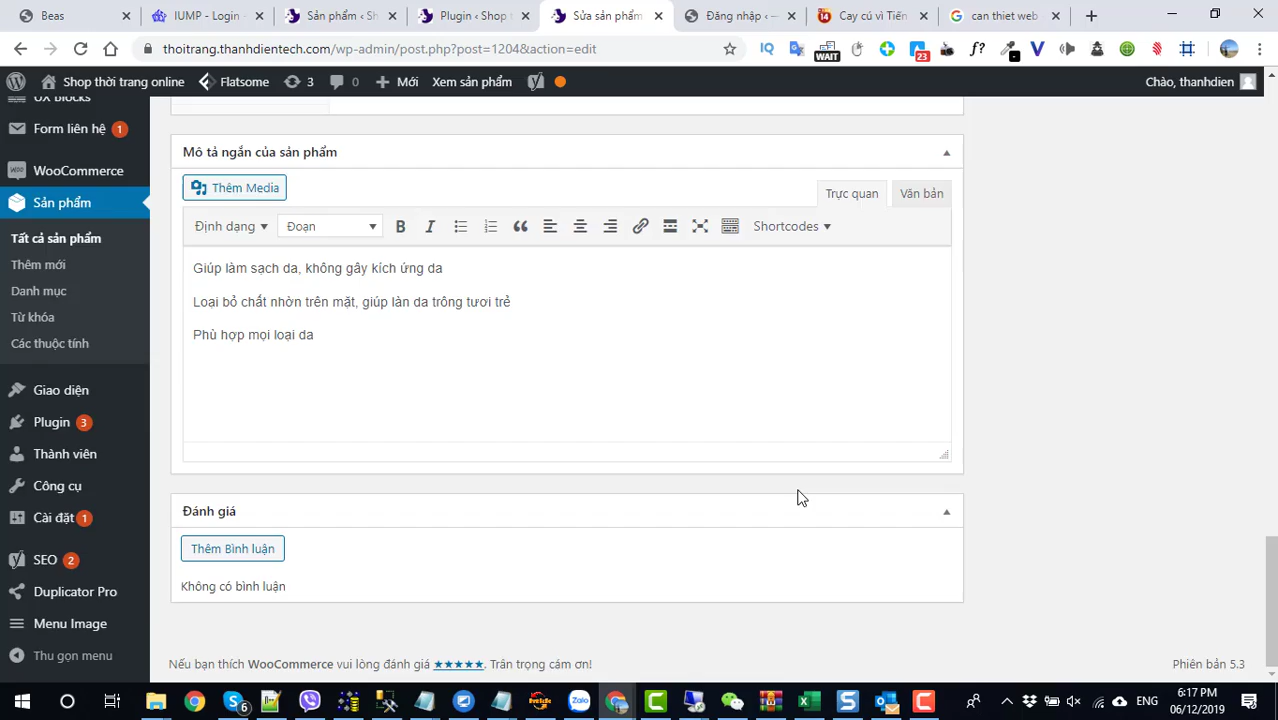 Beas
IUMP - Login
Sản phẩm ‹ Sh
Plugin ‹ Shop t
Sửa sản phẩm
Đăng nhập ‹
Cay cú vì Tiến
can thiet web
thoitrang.thanhdientech.com/wp-admin/post.php?post=1204&action=edit
WAIT
23
Shop thời trang online
Flatsome
3
0
Mới
Xem sản phẩm
Chào, thanhdien
UX Blocks
Form liên hệ 1
WooCommerce
Sản phẩm
Tất cả sản phẩm
Thêm mới
Danh mục
Từ khóa
Các thuộc tính
Giao diện
Plugin 3
Thành viên
Công cụ
Cài đặt 1
SEO 2
Duplicator Pro
Menu Image
Thu gọn menu
Mô tả ngắn của sản phẩm
Thêm Media
Trực quan
Văn bản
Định dạng
Đoạn
B
I
Shortcodes
Giúp làm sạch da, không gây kích ứng da
Loại bỏ chất nhờn trên mặt, giúp làn da trông tươi trẻ
Phù hợp mọi loại da
Đánh giá
Thêm Bình luận
Không có bình luận
Nếu bạn thích WooCommerce vui lòng đánh giá ★★★★★. Trân trọng cám ơn!
Phiên bản 5.3
6
Zalo
ENG
6:17 PM
06/12/2019